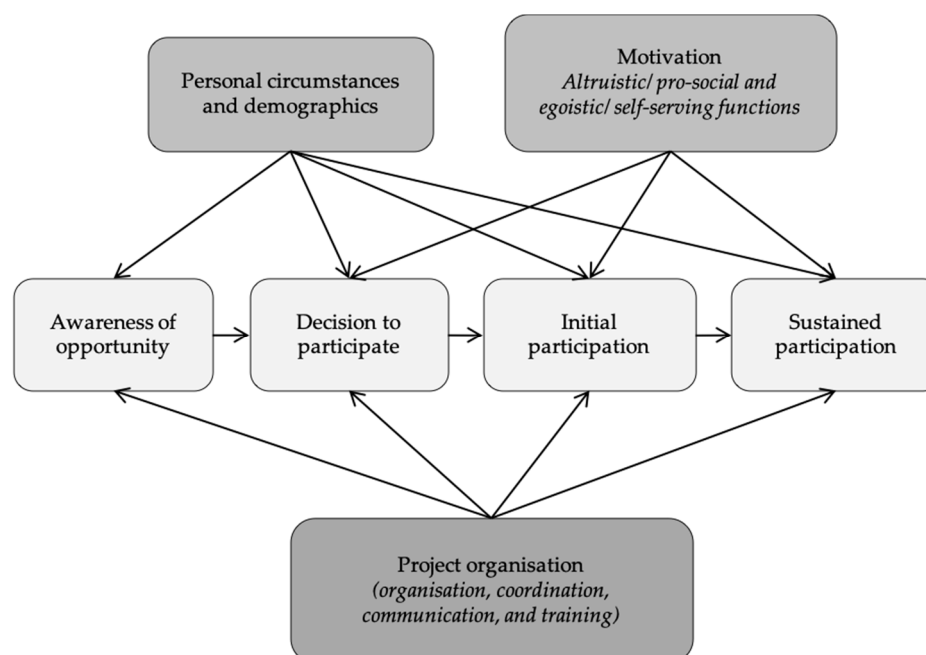 Personal circumstances
and demographics
Motivation
Altruistic/ pro-social and
egoistic/ self-serving functions
Awareness of
opportunity
Decision to
participate
Initial
participation
Sustained
participation
Project organisation
(organisation, coordination,
communication, and training)